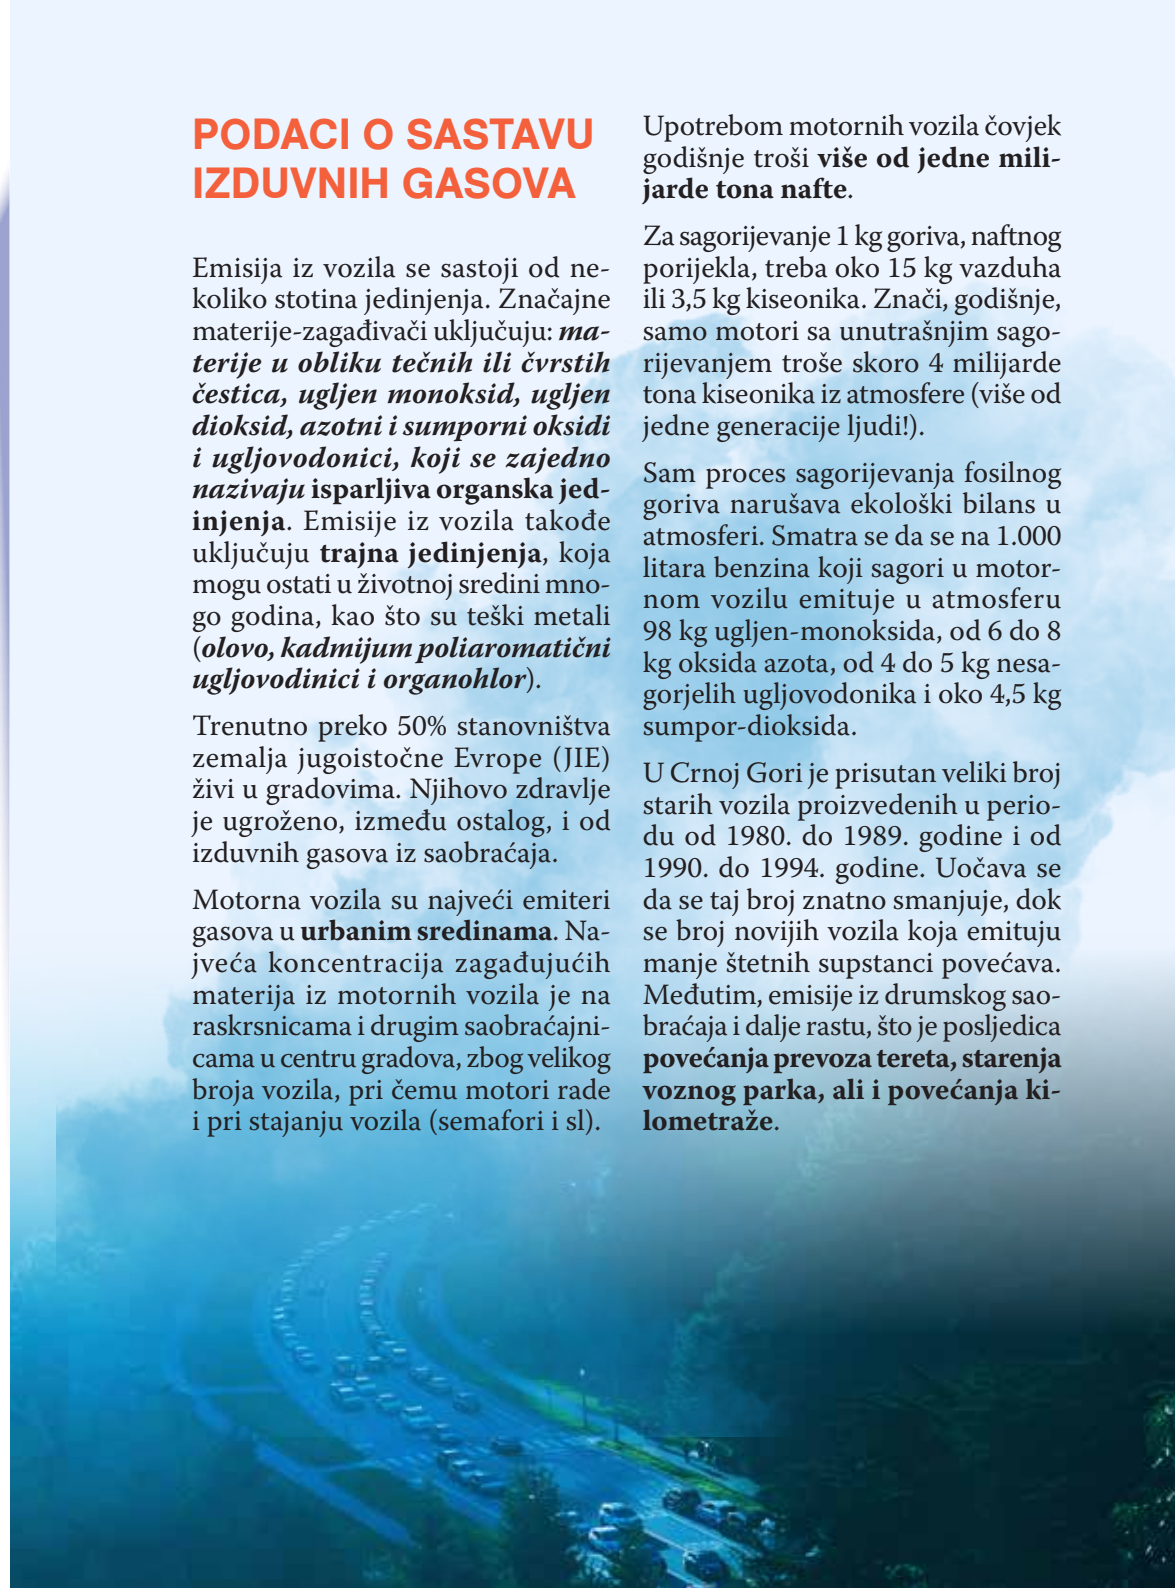 PODACI O SASTAVU
IZDUVNIH GASOVA
Emisija iz vozila se sastoji od ne-
koliko stotina jedinjenja. Značajne
materije-zagađivači uključuju: ma-
terije u obliku tečnih ili čvrstih
čestica, ugljen monoksid, ugljen
dioksid, azotni i sumporni oksidi
i ugljovodonici, koji se zajedno
nazivaju isparljiva organska jed-
injenja. Emisije iz vozila takođe
uključuju trajna jedinjenja, koja
mogu ostati u životnoj sredini mno-
go godina, kao što su teški metali
(olovo, kadmijum poliaromatični
ugljovodinici i organohlor).
Trenutno preko 50% stanovništva
zemalja jugoistočne Evrope (JIE)
živi u gradovima. Njihovo zdravlje
je ugroženo, između ostalog, i od
izduvnih gasova iz saobraćaja.
Motorna vozila su najveći emiteri
gasova u urbanim sredinama. Na-
jveća koncentracija zagađujućih
materija iz motornih vozila je na
raskrsnicama i drugim saobraćajni-
cama u centru gradova, zbog velikog
broja vozila, pri čemu motori rade
i pri stajanju vozila (semafori i sl).
Upotrebom motornih vozila čovjek
godišnje troši više od jedne mili-
jarde tona nafte.
Za sagorijevanje 1 kg goriva, naftnog
porijekla, treba oko 15 kg vazduha
ili 3,5 kg kiseonika. Znači, godišnje,
samo motori sa unutrašnjim sago-
rijevanjem troše skoro 4 milijarde
tona kiseonika iz atmosfere (više od
jedne generacije ljudi!).
Sam proces sagorijevanja fosilnog
goriva narušava ekološki bilans u
atmosferi. Smatra se da se na 1.000
litara benzina koji sagori u motor-
nom vozilu emituje u atmosferu
98 kg ugljen-monoksida, od 6 do 8
kg oksida azota, od 4 do 5 kg nesa-
gorjelih ugljovodonika i oko 4,5 kg
sumpor-dioksida.
U Crnoj Gori je prisutan veliki broj
starih vozila proizvedenih u perio-
du od 1980. do 1989. godine i od
1990. do 1994. godine. Uočava se
da se taj broj znatno smanjuje, dok
se broj novijih vozila koja emituju
manje štetnih supstanci povećava.
Međutim, emisije iz drumskog sao-
braćaja i dalje rastu, što je posljedica
povećanja prevoza tereta, starenja
voznog parka, ali i povećanja ki-
lometraže.